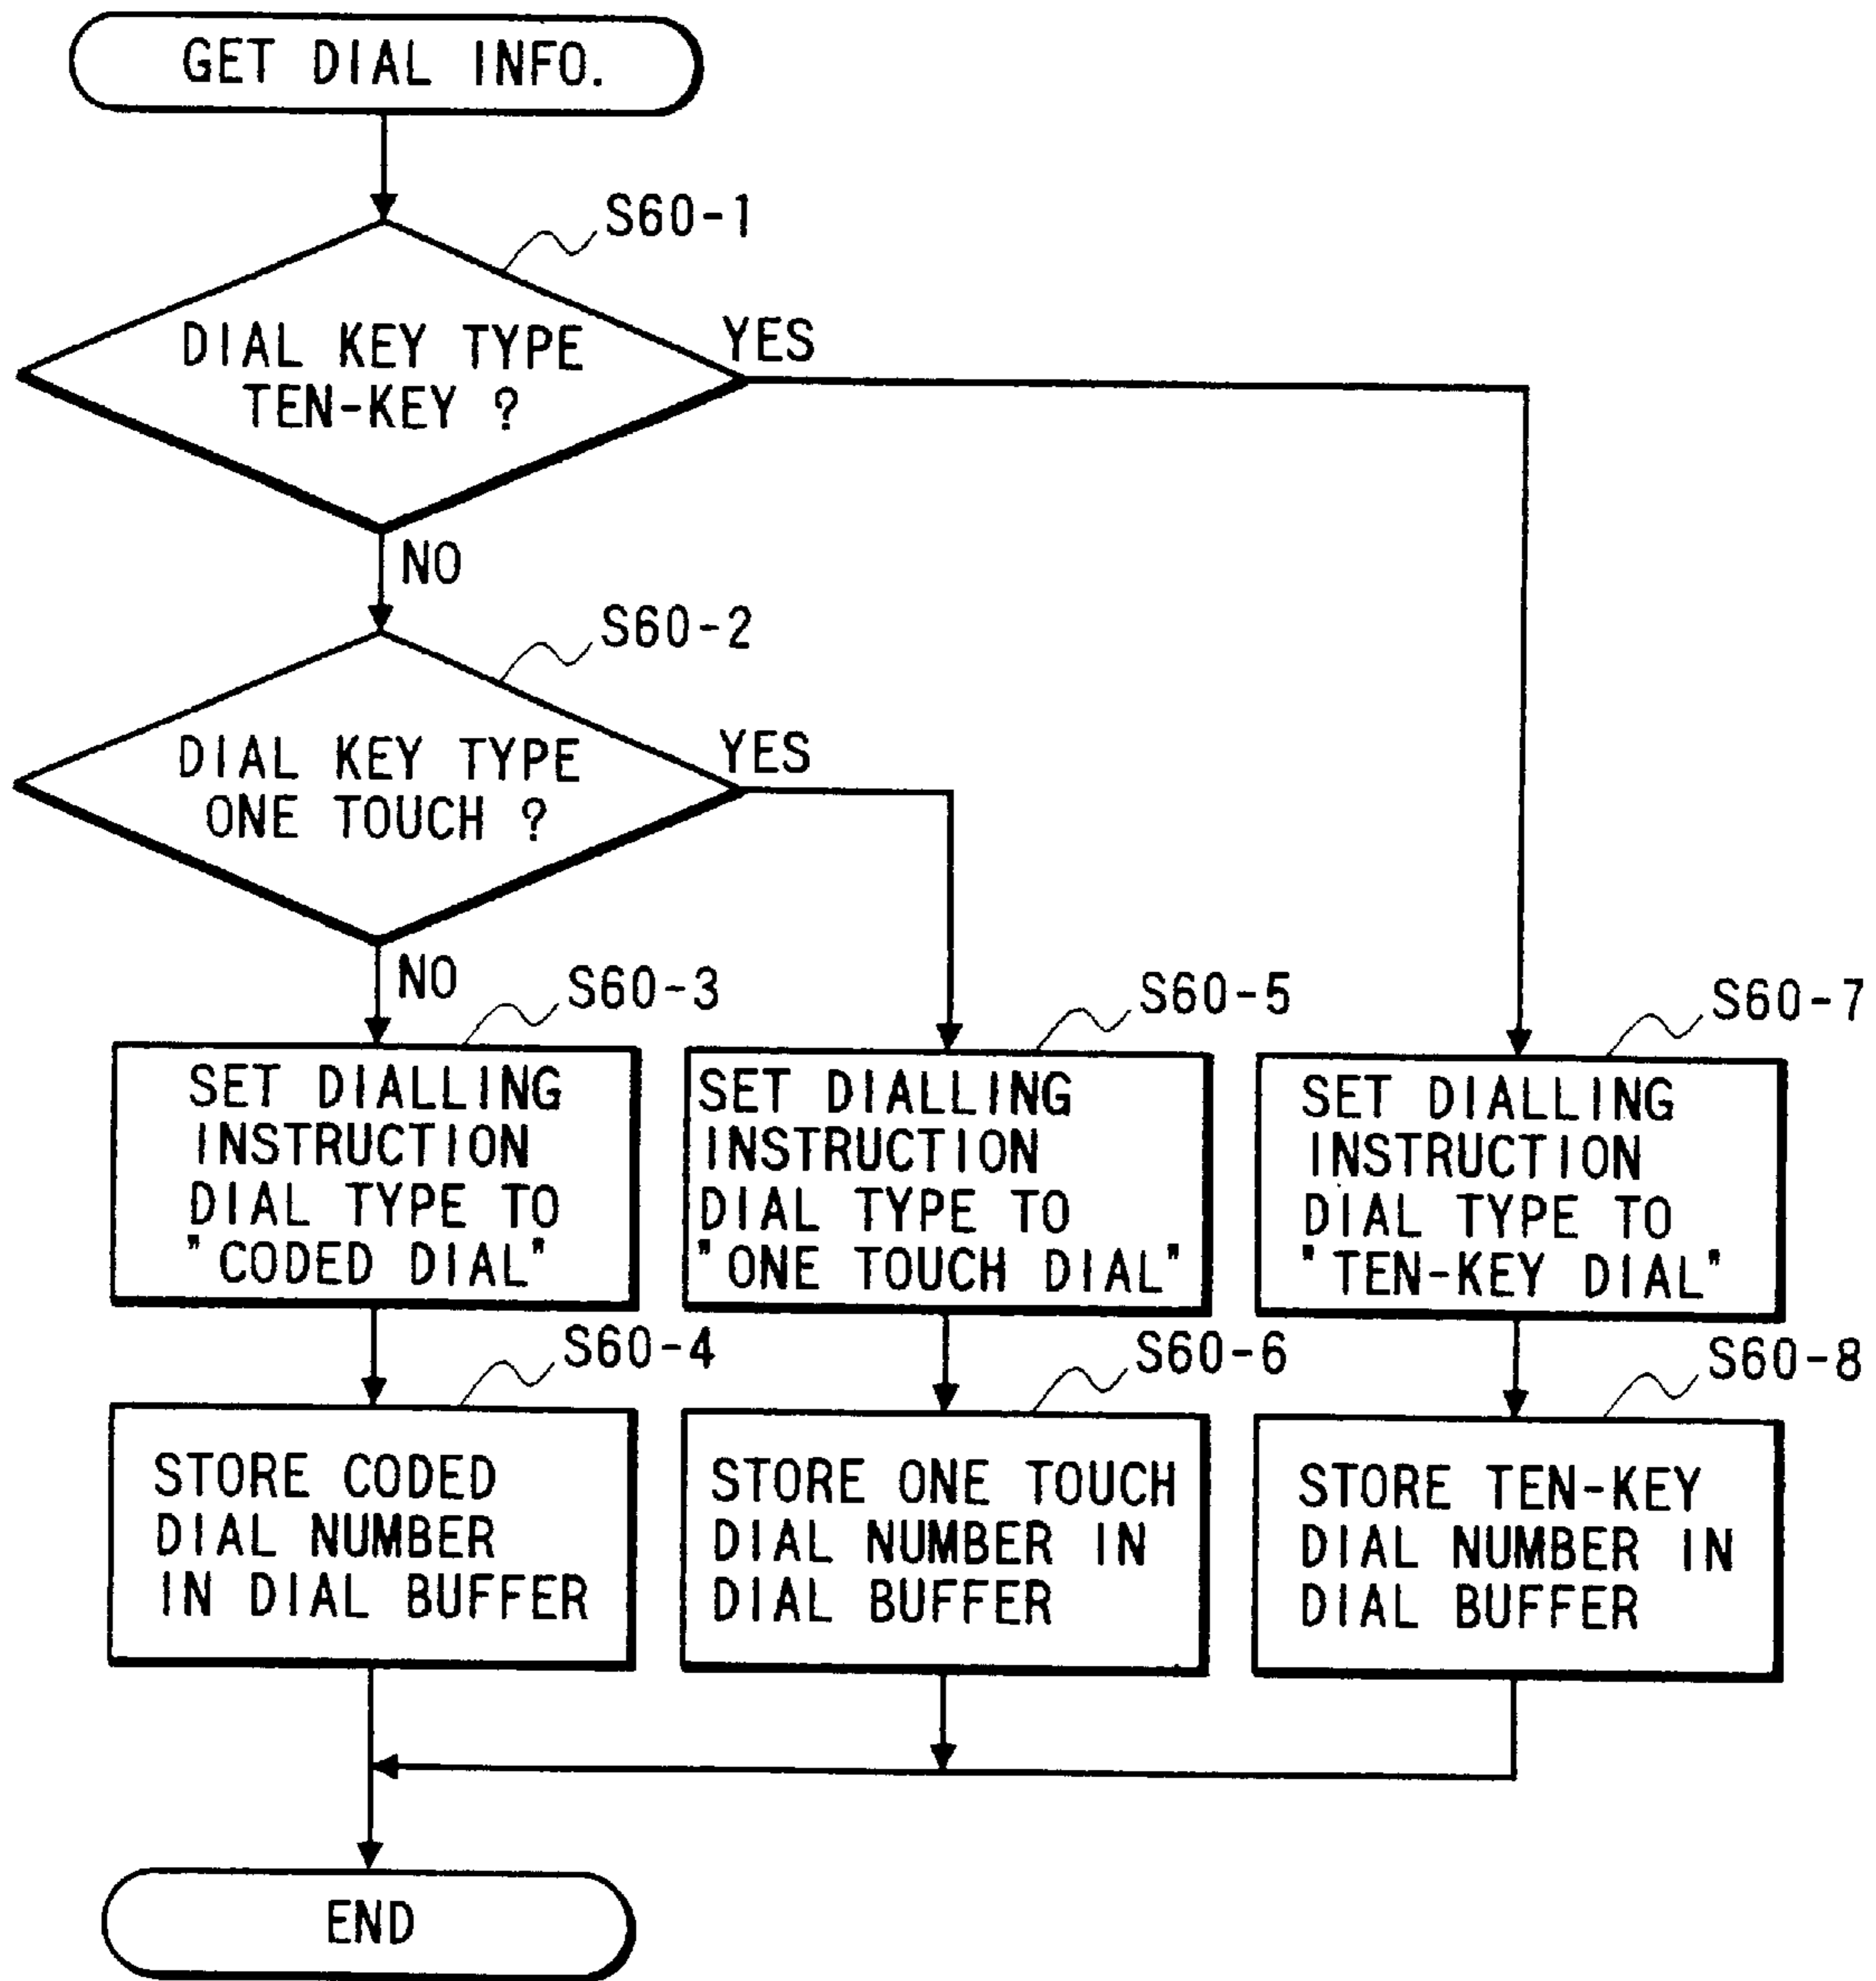 GET DIAL INFO.
S60-1
DIAL KEY TYPE
TEN-KEY ?
YES
NO
S60-2
DIAL KEY TYPE
ONE TOUCH ?
YES
NO
S60-3
SET DIALLING
INSTRUCTION
DIAL TYPE TO
"CODED DIAL"
S60-5
SET DIALLING
INSTRUCTION
DIAL TYPE TO
"ONE TOUCH DIAL"
S60-7
SET DIALLING
INSTRUCTION
DIAL TYPE TO
"TEN-KEY DIAL"
S60-4
STORE CODED
DIAL NUMBER
IN DIAL BUFFER
S60-6
STORE ONE TOUCH
DIAL NUMBER IN
DIAL BUFFER
S60-8
STORE TEN-KEY
DIAL NUMBER IN
DIAL BUFFER
END